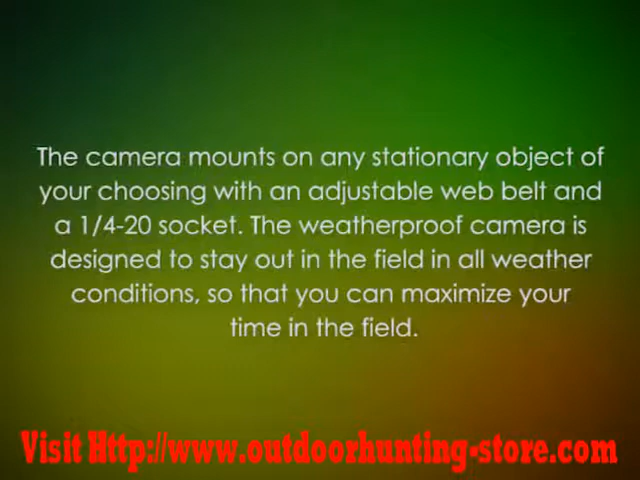 The camera mounts on any stationary object of
your choosing with an adjustable web belt and
a 1/4-20 socket. The weatherproof camera is
designed to stay out in the field in all weather
conditions, so that you can maximize your
time in the field.
Visit Http://www.outdoorhunting-store.com